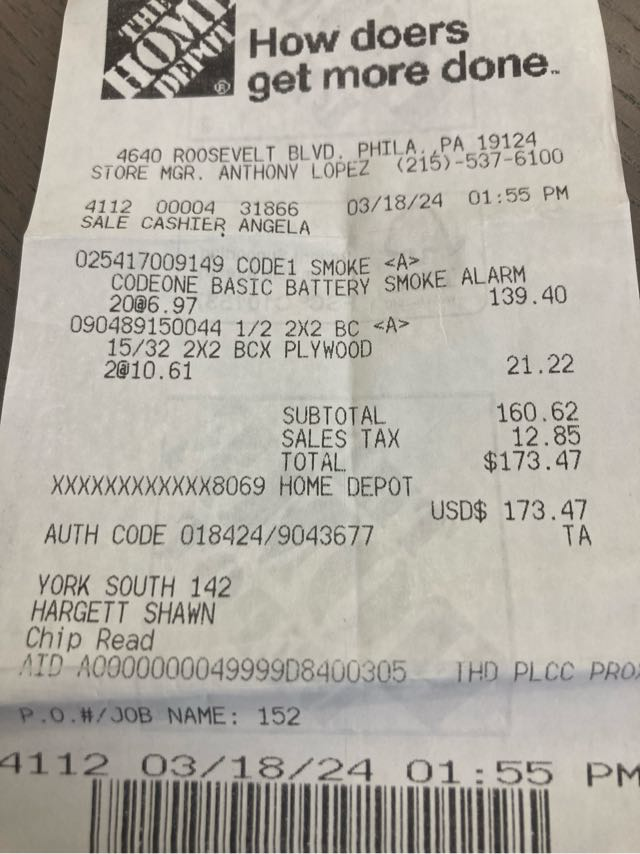 THE
HOME
DEPOT
®
How doers
get more done.™
4640 ROOSEVELT BLVD. PHILA., PA 19124
STORE MGR. ANTHONY LOPEZ (215)-537-6100
4112 00004 31866 03/18/24 01:55 PM
SALE CASHIER ANGELA
025417009149 CODE1 SMOKE <A>
CODEONE BASIC BATTERY SMOKE ALARM
20@6.97 139.40
090489150044 1/2 2X2 BC <A>
15/32 2X2 BCX PLYWOOD
2@10.61 21.22
SUBTOTAL 160.62
SALES TAX 12.85
TOTAL $173.47
XXXXXXXXXXXX8069 HOME DEPOT
USD$ 173.47
AUTH CODE 018424/9043677 TA
YORK SOUTH 142
HARGETT SHAWN
Chip Read
AID A0000000049999D8400305 THD PLCC PROX
P.O.#/JOB NAME: 152
4112 03/18/24 01:55 PM